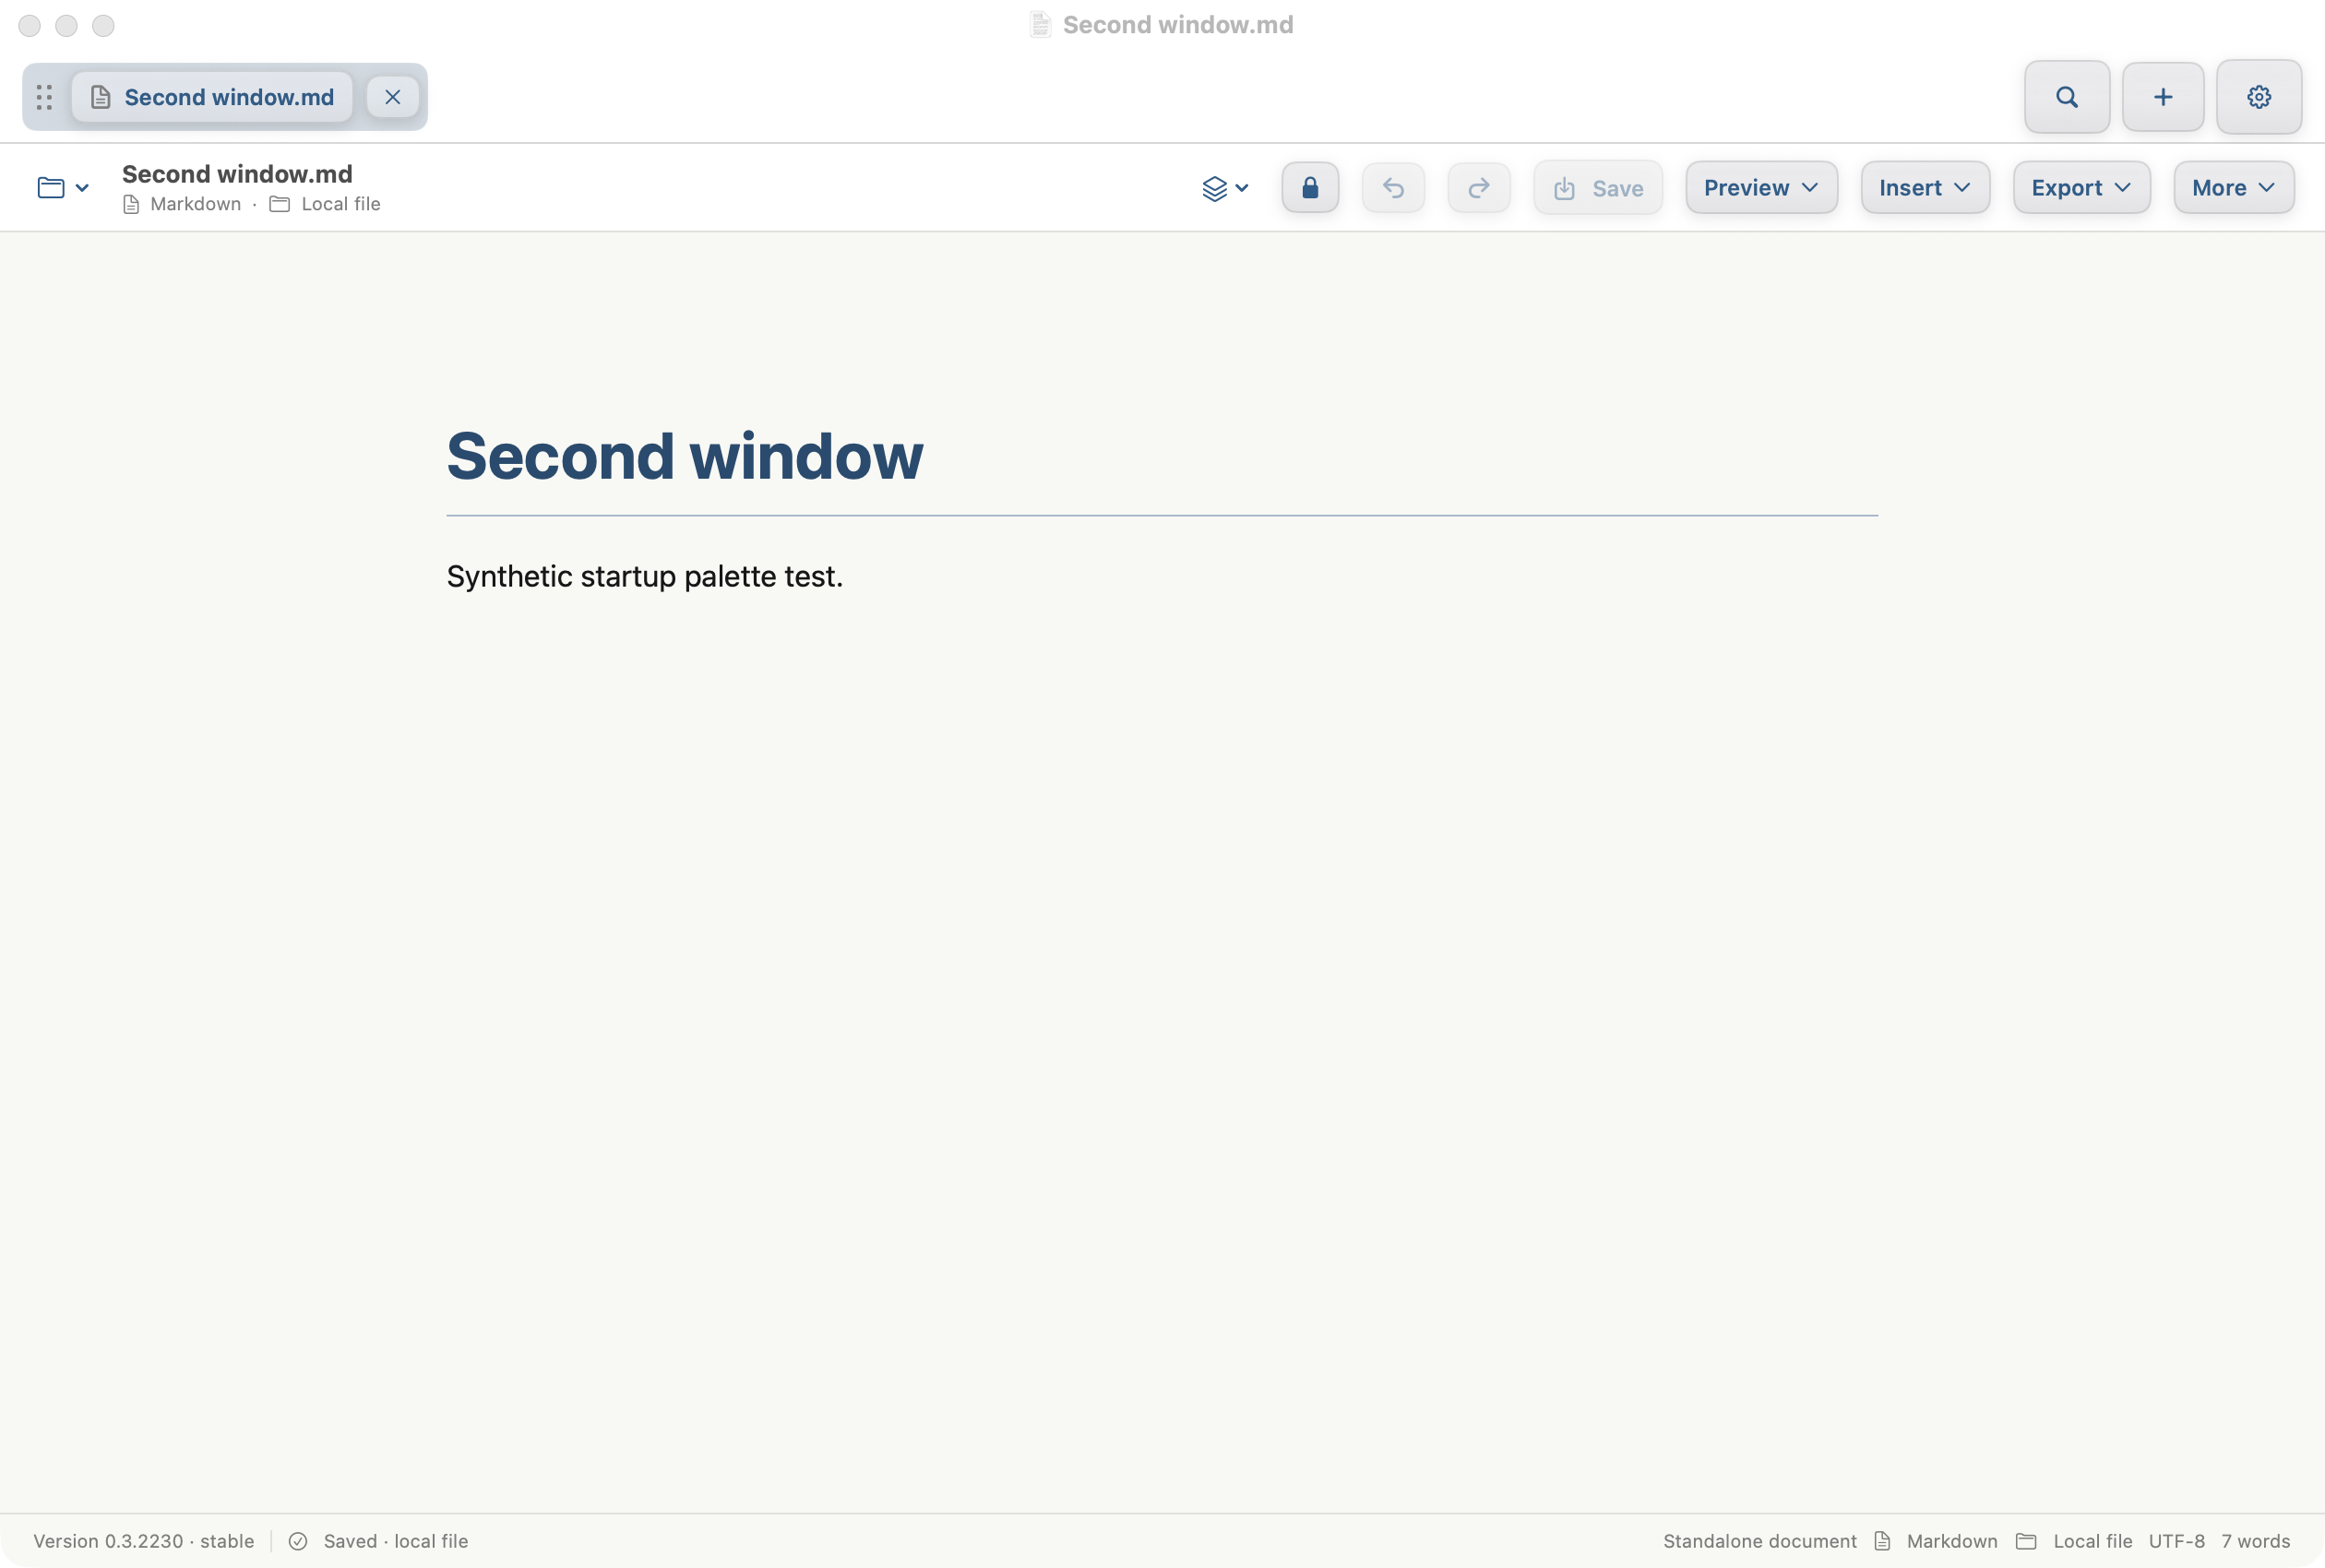 Second window.md
Second window.md
Second window.md
Markdown · Local file
Save Preview Insert Export More
Second window
Synthetic startup palette test.
Version 0.3.2230 · stable Saved · local file Standalone document Markdown Local file UTF-8 7 words